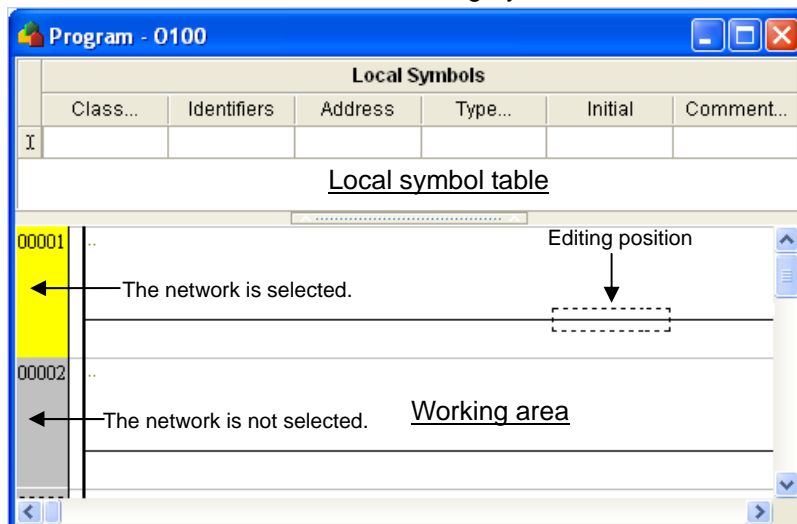 Program - O100
Local Symbols
Class... Identifiers Address Type... Initial Comment...
Local symbol table
00001 .. Editing position
The network is selected.
00002 ..
The network is not selected. Working area